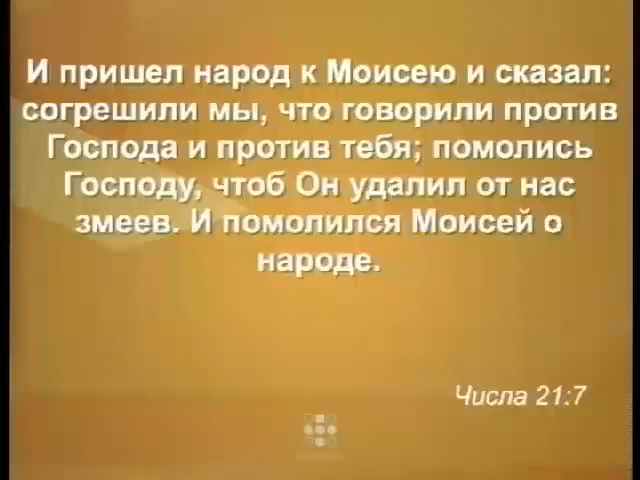 И пришел народ к Моисею и сказал:
согрешили мы, что говорили против
Господа и против тебя; помолись
Господу, чтоб Он удалил от нас
змеев. И помолился Моисей о
народе.
Числа 21:7